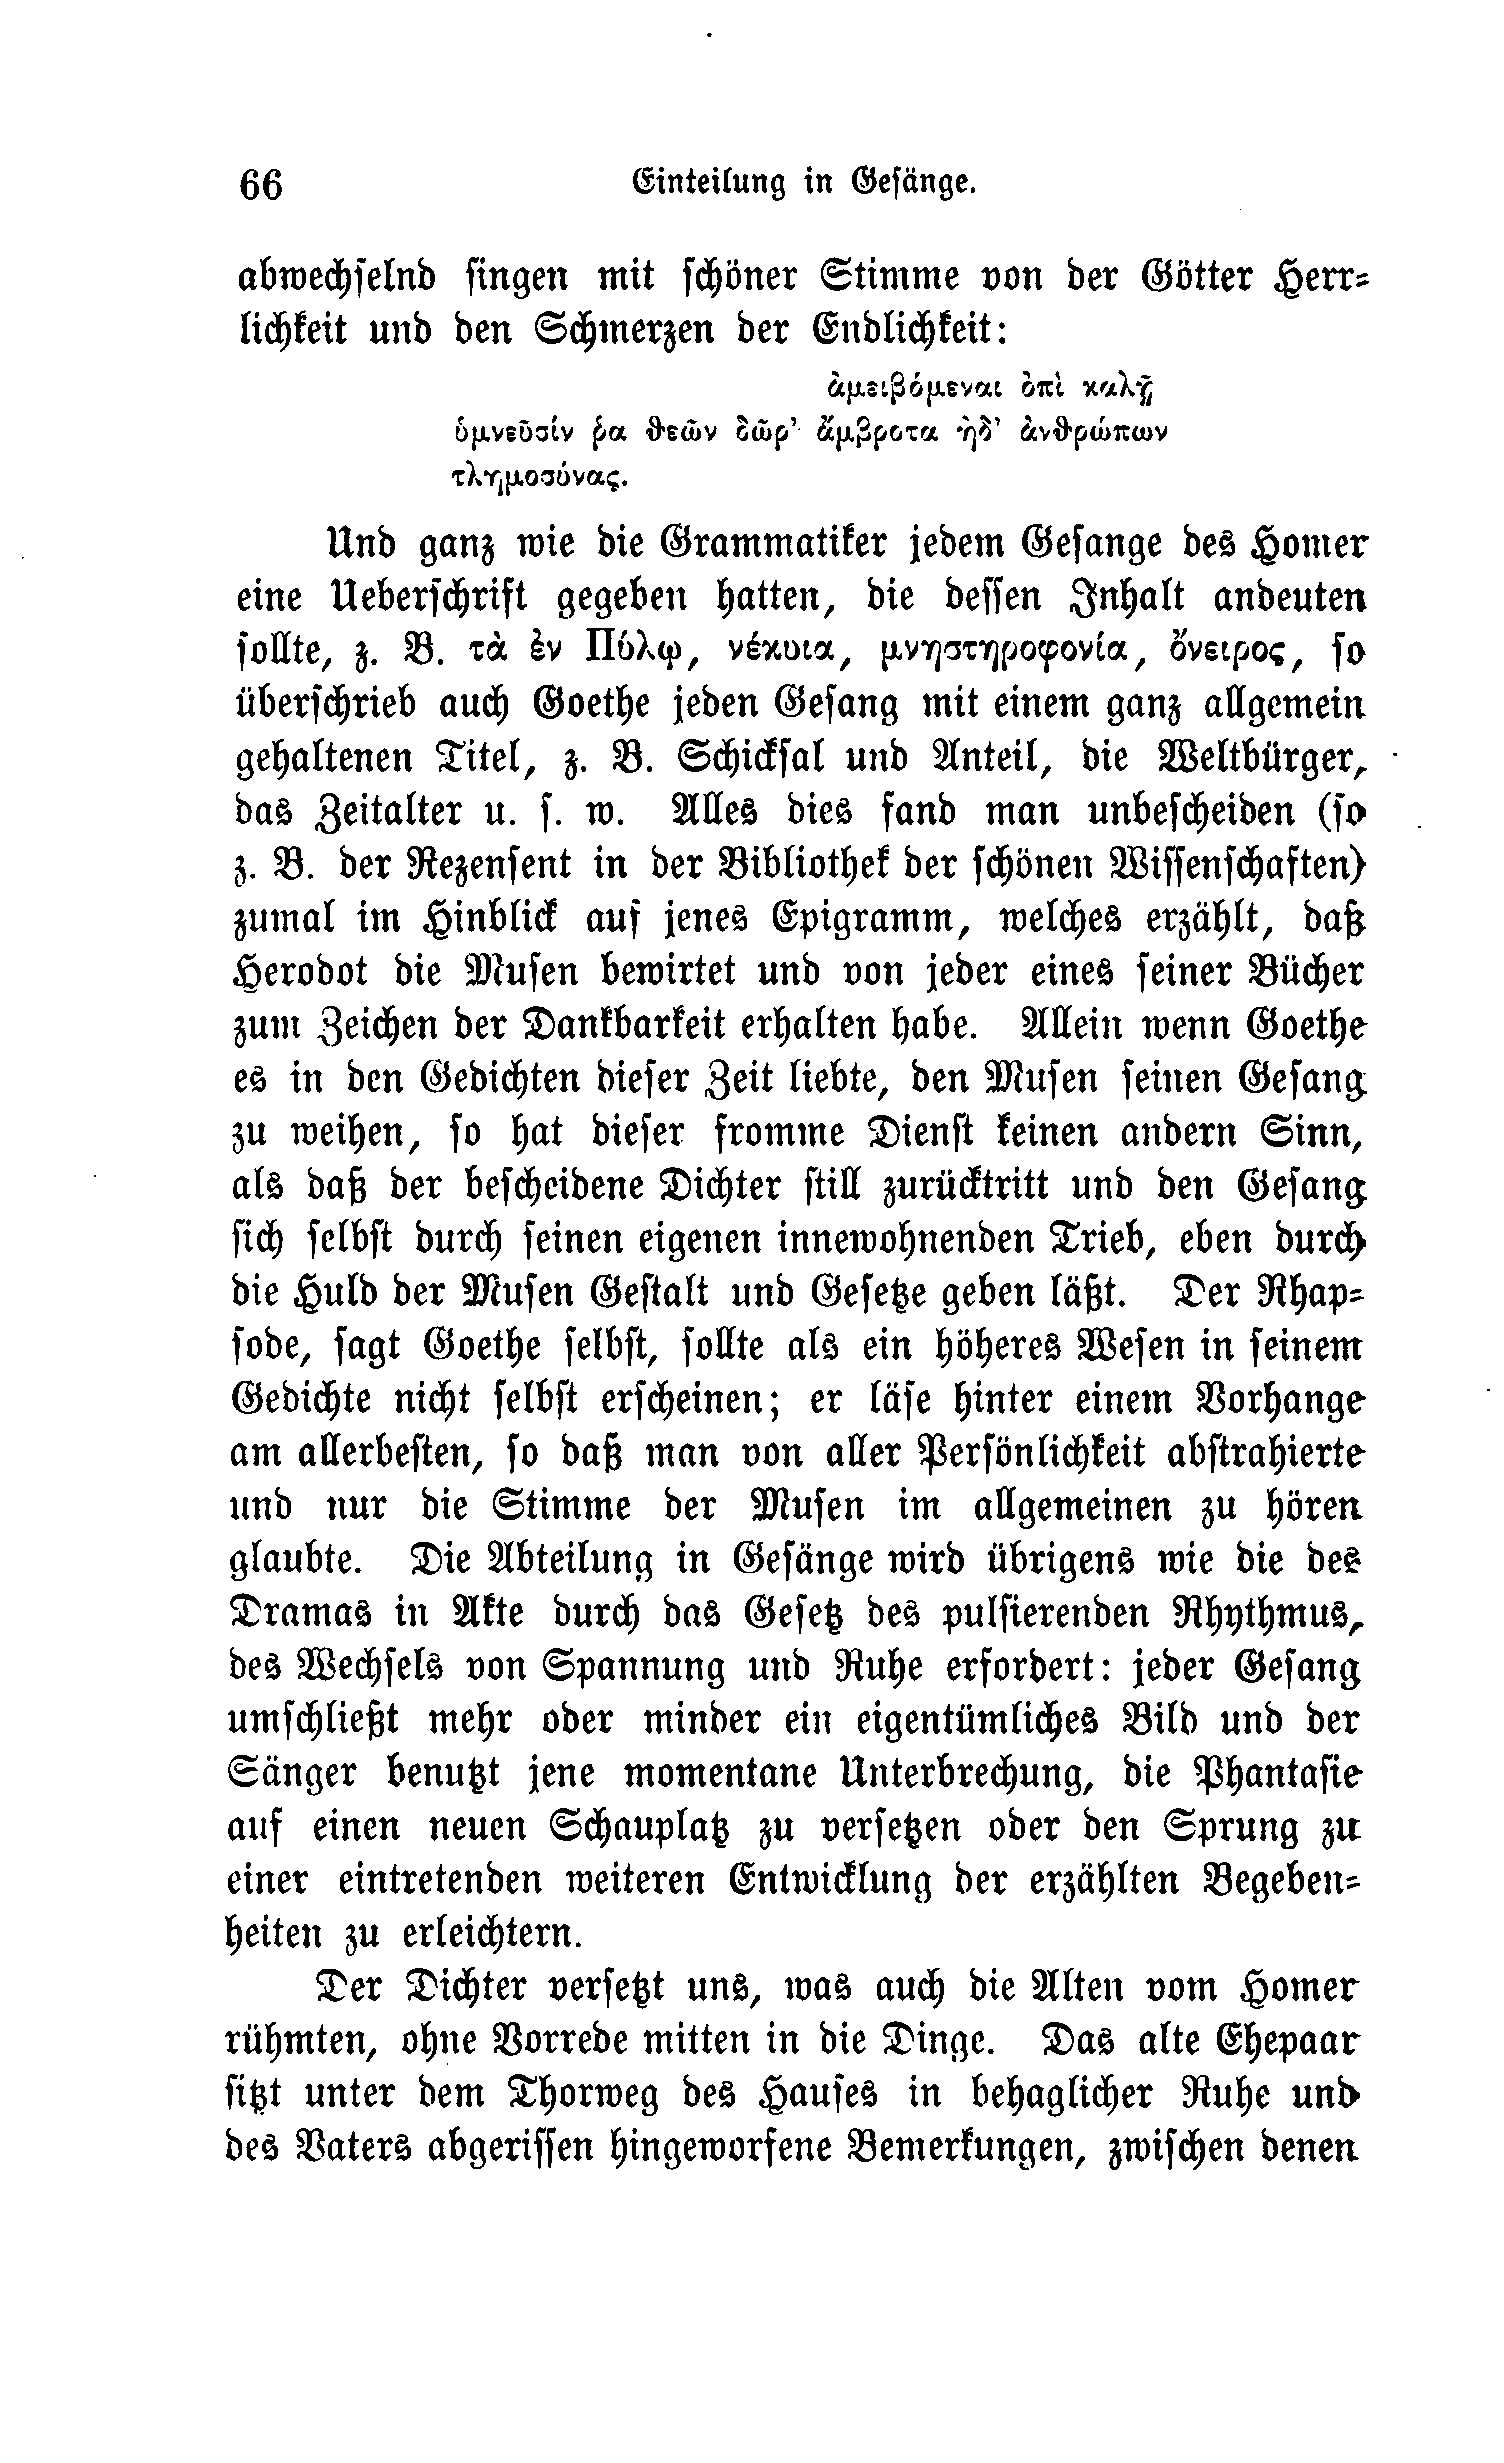 66 Einteilung in Gesänge.
abwechselnd singen mit schöner Stimme von der Götter Herr-
lichkeit und den Schmerzen der Endlichkeit:
ἀμειβόμεναι ὀπὶ καλῇ
ὑμνεῦσίν ῥα θεῶν δῶρ' ἄμβροτα ἠδ' ἀνθρώπων
τλημοσύνας.
Und ganz wie die Grammatiker jedem Gesange des Homer
eine Ueberschrift gegeben hatten, die dessen Inhalt andeuten
sollte, z. B. τὰ ἐν Πύλῳ, νέκυια, μνηστηροφονία, ὄνειρος, so
überschrieb auch Goethe jeden Gesang mit einem ganz allgemein
gehaltenen Titel, z. B. Schicksal und Anteil, die Weltbürger,
das Zeitalter u. s. w. Alles dies fand man unbescheiden (so
z. B. der Rezensent in der Bibliothek der schönen Wissenschaften)
zumal im Hinblick auf jenes Epigramm, welches erzählt, daß
Herodot die Musen bewirtet und von jeder eines seiner Bücher
zum Zeichen der Dankbarkeit erhalten habe. Allein wenn Goethe
es in den Gedichten dieser Zeit liebte, den Musen seinen Gesang
zu weihen, so hat dieser fromme Dienst keinen andern Sinn,
als daß der bescheidene Dichter still zurücktritt und den Gesang
sich selbst durch seinen eigenen innewohnenden Trieb, eben durch
die Huld der Musen Gestalt und Gesetze geben läßt. Der Rhap-
sode, sagt Goethe selbst, sollte als ein höheres Wesen in seinem
Gedichte nicht selbst erscheinen; er läse hinter einem Vorhange
am allerbesten, so daß man von aller Persönlichkeit abstrahierte
und nur die Stimme der Musen im allgemeinen zu hören
glaubte. Die Abteilung in Gesänge wird übrigens wie die des
Dramas in Akte durch das Gesetz des pulsierenden Rhythmus,
des Wechsels von Spannung und Ruhe erfordert: jeder Gesang
umschließt mehr oder minder ein eigentümliches Bild und der
Sänger benutzt jene momentane Unterbrechung, die Phantasie
auf einen neuen Schauplatz zu versetzen oder den Sprung zu
einer eintretenden weiteren Entwicklung der erzählten Begeben-
heiten zu erleichtern.
Der Dichter versetzt uns, was auch die Alten vom Homer
rühmten, ohne Vorrede mitten in die Dinge. Das alte Ehepaar
sitzt unter dem Thorweg des Hauses in behaglicher Ruhe und
des Vaters abgerissen hingeworfene Bemerkungen, zwischen denen